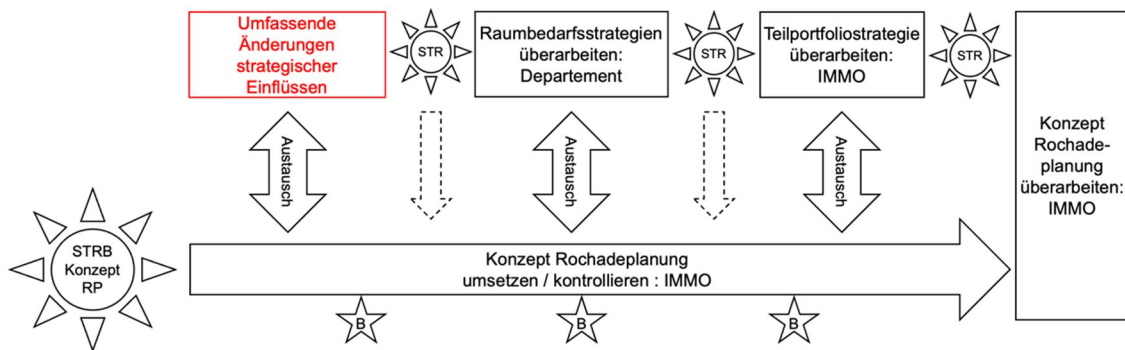 Umfassende
Änderungen
strategischer
Einflüssen
STR
Raumbedarfsstrategien
überarbeiten:
Departement
STR
Teilportfoliostrategie
überarbeiten:
IMMO
STR
Konzept
Rochade-
planung
überarbeiten:
IMMO
Austausch
Austausch
Austausch
STRB
Konzept
RP
Konzept Rochadeplanung
umsetzen / kontrollieren : IMMO
B
B
B